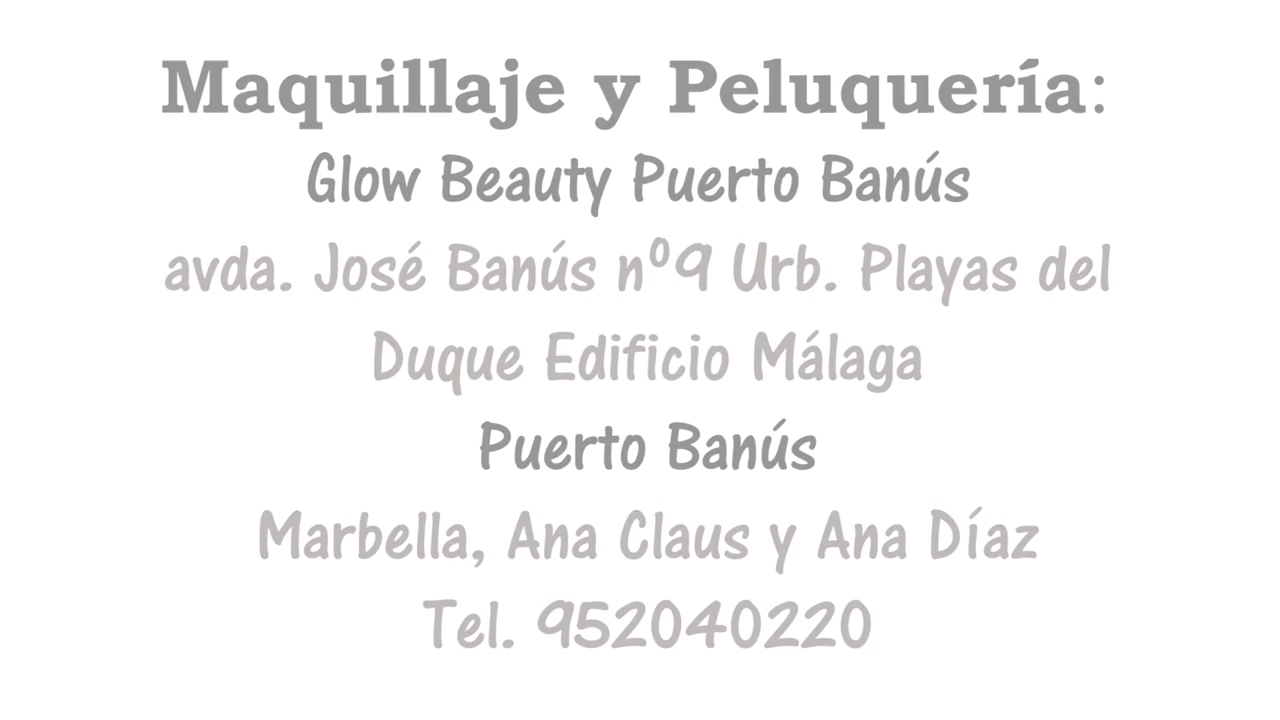 Maquillaje y Peluquería:
Glow Beauty Puerto Banús
avda. José Banús nº9 Urb. Playas del
Duque Edificio Málaga
Puerto Banús
Marbella, Ana Claus y Ana Díaz
Tel. 952040220